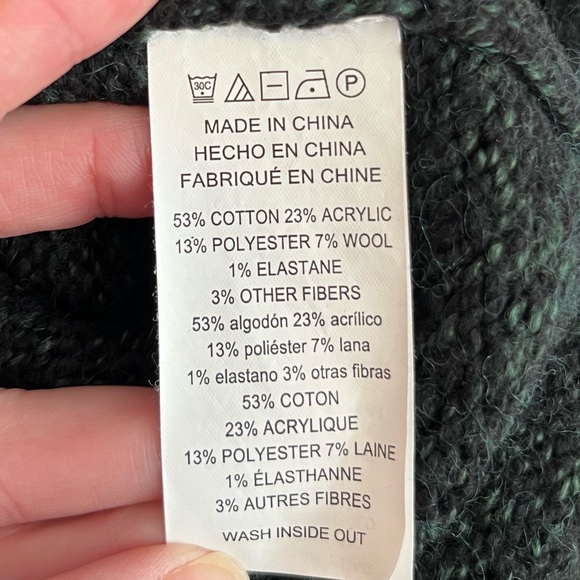 30C P
MADE IN CHINA
HECHO EN CHINA
FABRIQUÉ EN CHINE
53% COTTON 23% ACRYLIC
13% POLYESTER 7% WOOL
1% ELASTANE
3% OTHER FIBERS
53% algodón 23% acrílico
13% poliéster 7% lana
1% elastano 3% otras fibras
53% COTON
23% ACRYLIQUE
13% POLYESTER 7% LAINE
1% ÉLASTHANNE
3% AUTRES FIBRES
WASH INSIDE OUT